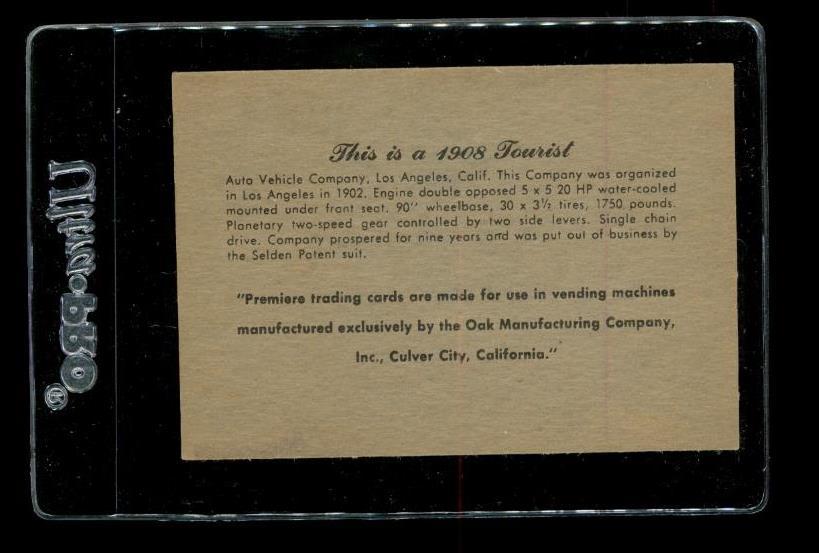 This is a 1908 Tourist
Auto Vehicle Company, Los Angeles, Calif. This Company was organized
in Los Angeles in 1902. Engine double opposed 5 x 5 20 HP water-cooled
mounted under front seat. 90" wheelbase, 30 x 3½ tires, 1750 pounds.
Planetary two-speed gear controlled by two side levers. Single chain
drive. Company prospered for nine years and was put out of business by
the Selden Patent suit.
"Premiere trading cards are made for use in vending machines
manufactured exclusively by the Oak Manufacturing Company,
Inc., Culver City, California."
Ultra•PRO®